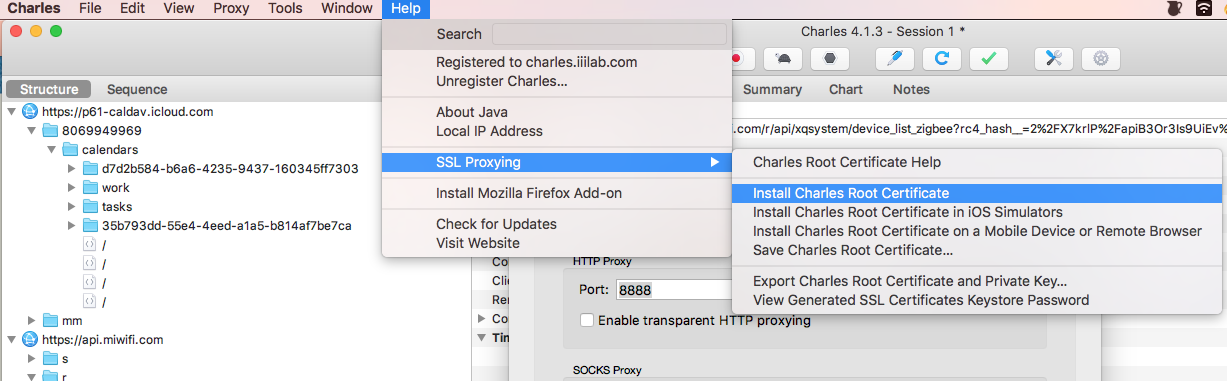 Charles File Edit View Proxy Tools Window Help
Charles 4.1.3 - Session 1 *
Search
Registered to charles.iiilab.com
Unregister Charles...
About Java
Local IP Address
SSL Proxying
Install Mozilla Firefox Add-on
Check for Updates
Visit Website
Structure Sequence
Summary Chart Notes
https://p61-caldav.icloud.com
8069949969
calendars
d7d2b584-b6a6-4235-9437-160345ff7303
work
tasks
35b793dd-55e4-4eed-a1a5-b814af7be7ca
/
/
/
/
mm
https://api.miwifi.com
s
r
.com/r/api/xqsystem/device_list_zigbee?rc4_hash__=2%2FX7krlP%2FapiB3Or3Is9UiEv%
Charles Root Certificate Help
Install Charles Root Certificate
Install Charles Root Certificate in iOS Simulators
Install Charles Root Certificate on a Mobile Device or Remote Browser
Save Charles Root Certificate...
Export Charles Root Certificate and Private Key...
View Generated SSL Certificates Keystore Password
Co
Clie
Ren
Co
Tim
HTTP Proxy
Port: 8888
Enable transparent HTTP proxying
SOCKS Proxy